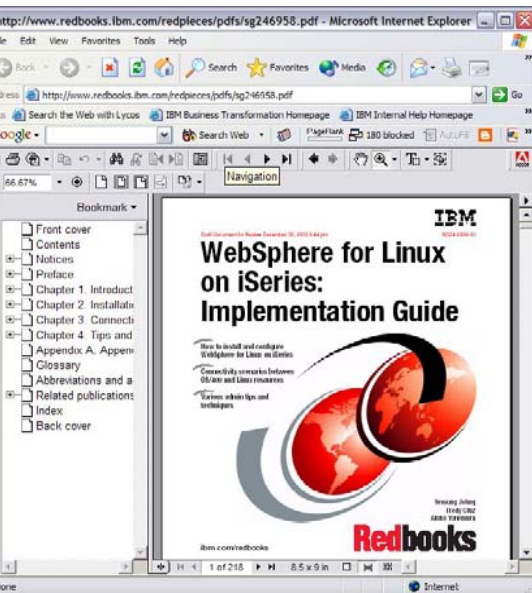 http://www.redbooks.ibm.com/redpieces/pdfs/sg246958.pdf - Microsoft Internet Explorer
le Edit View Favorites Tools Help
Back Search Favorites Media
dress http://www.redbooks.ibm.com/redpieces/pdfs/sg246958.pdf Go
Search the Web with Lycos IBM Business Transformation Homepage IBM Internal Help Homepage
oogle Search Web PageRank 180 blocked AutoFill
66.67%
Navigation
Bookmark
Front cover
Contents
Notices
Preface
Chapter 1. Introduct
Chapter 2. Installati
Chapter 3. Connecti
Chapter 4. Tips and
Appendix A. Appen
Glossary
Abbreviations and a
Related publications
Index
Back cover
IBM
WebSphere for Linux
on iSeries:
Implementation Guide
How to install and configure
WebSphere for Linux on iSeries
Connectivity scenarios between
OS/400 and Linux resources
Various admin tips and
techniques
ibm.com/redbooks
Redbooks
1 of 218 8.5 x 9 in
one Internet